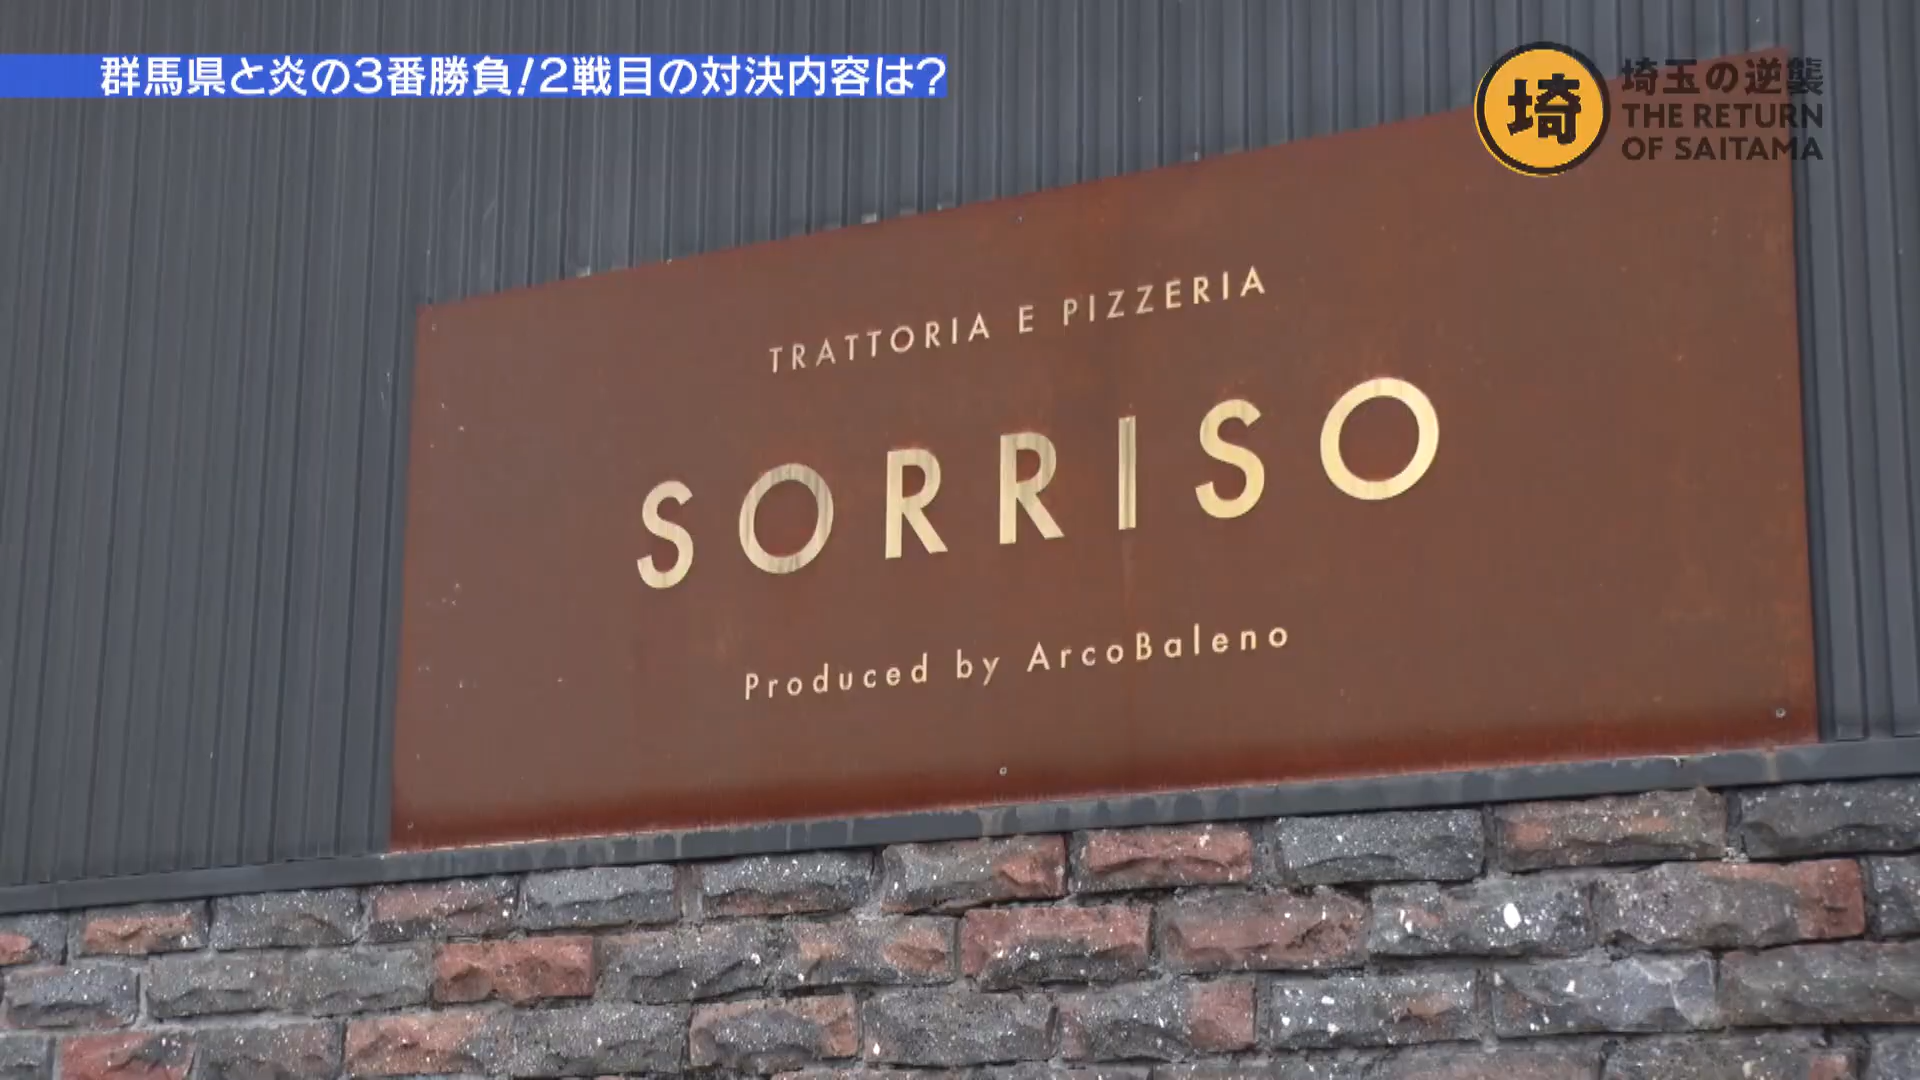 群馬県と炎の3番勝負!2戦目の対決内容は?
埼
埼玉の逆襲
THE RETURN
OF SAITAMA
TRATTORIA E PIZZERIA
SORRISO
Produced by ArcoBaleno